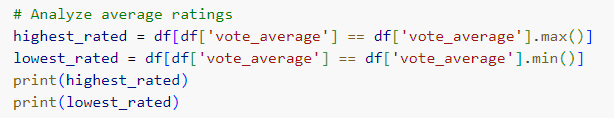 # Analyze average ratings
highest_rated = df[df['vote_average'] == df['vote_average'].max()]
lowest_rated = df[df['vote_average'] == df['vote_average'].min()]
print(highest_rated)
print(lowest_rated)